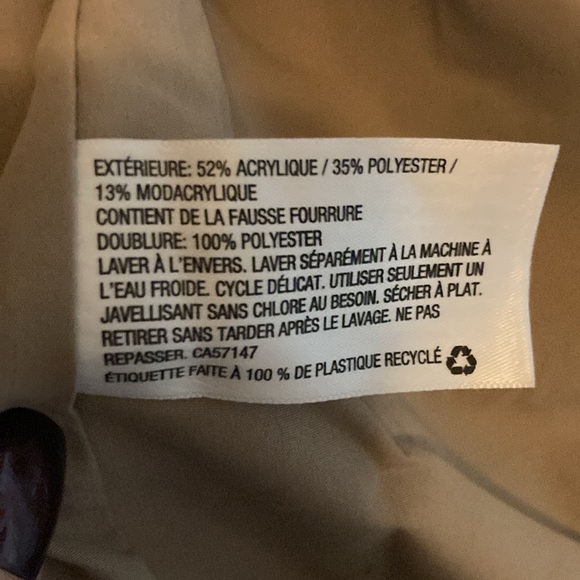 EXTÉRIEURE: 52% ACRYLIQUE / 35% POLYESTER /
13% MODACRYLIQUE
CONTIENT DE LA FAUSSE FOURRURE
DOUBLURE: 100% POLYESTER
LAVER À L'ENVERS. LAVER SÉPARÉMENT À LA MACHINE À
L'EAU FROIDE. CYCLE DÉLICAT. UTILISER SEULEMENT UN
JAVELLISANT SANS CHLORE AU BESOIN. SÉCHER À PLAT.
RETIRER SANS TARDER APRÈS LE LAVAGE. NE PAS
REPASSER. CA57147
ÉTIQUETTE FAITE À 100 % DE PLASTIQUE RECYCLÉ